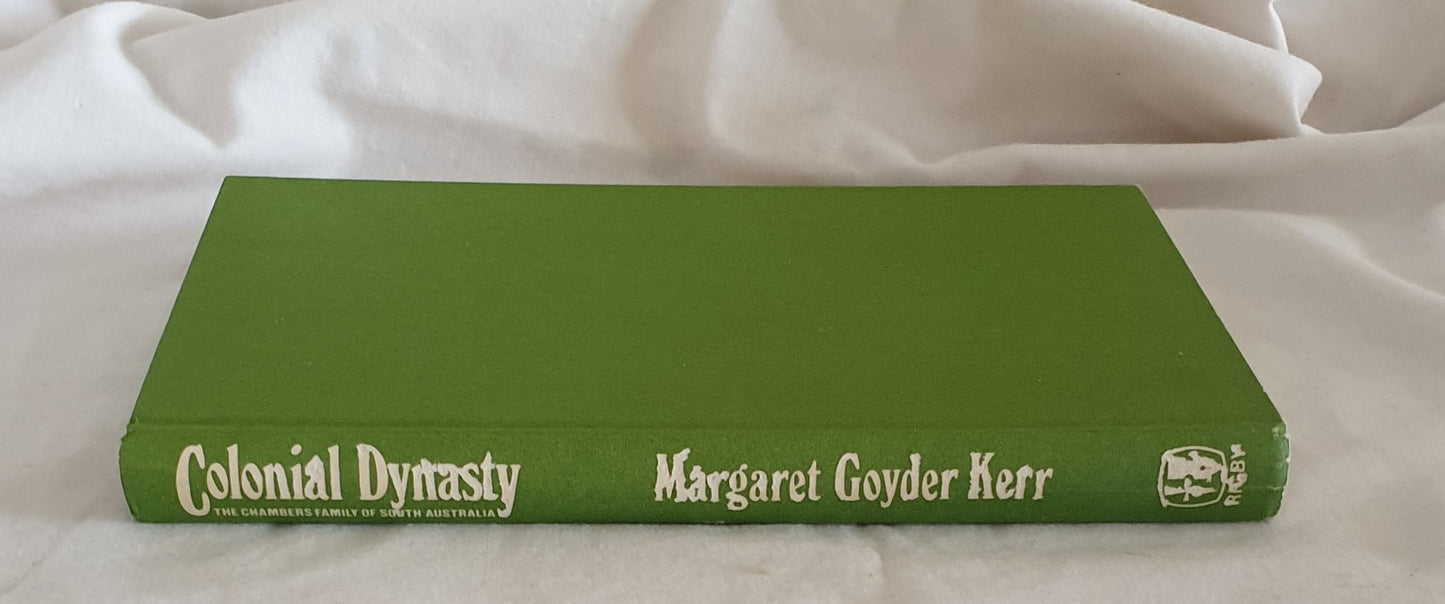 Colonial Dynasty
THE CHAMBERS FAMILY OF SOUTH AUSTRALIA
Margaret Goyder Kerr
RIGBY